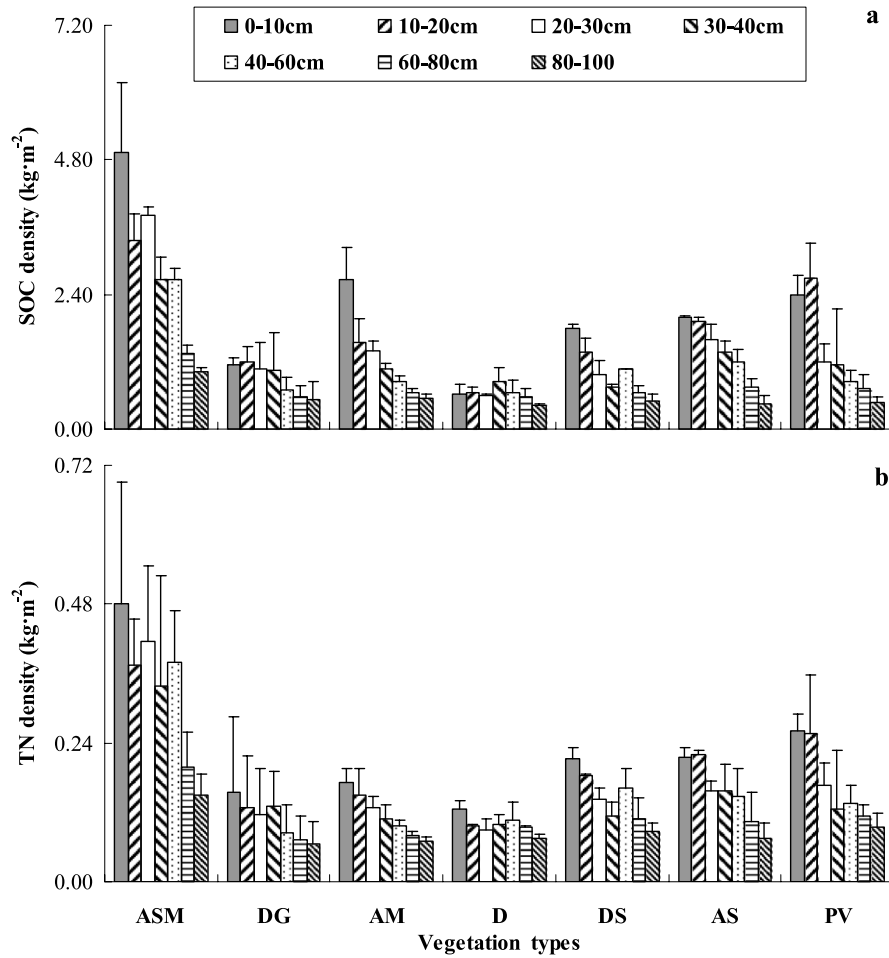 a
7.20
0-10cm 10-20cm 20-30cm 30-40cm
40-60cm 60-80cm 80-100
4.80
2.40
0.00
SOC density (kg·m⁻²)
b
0.72
0.48
0.24
0.00
TN density (kg·m⁻²)
ASM DG AM D DS AS PV
Vegetation types